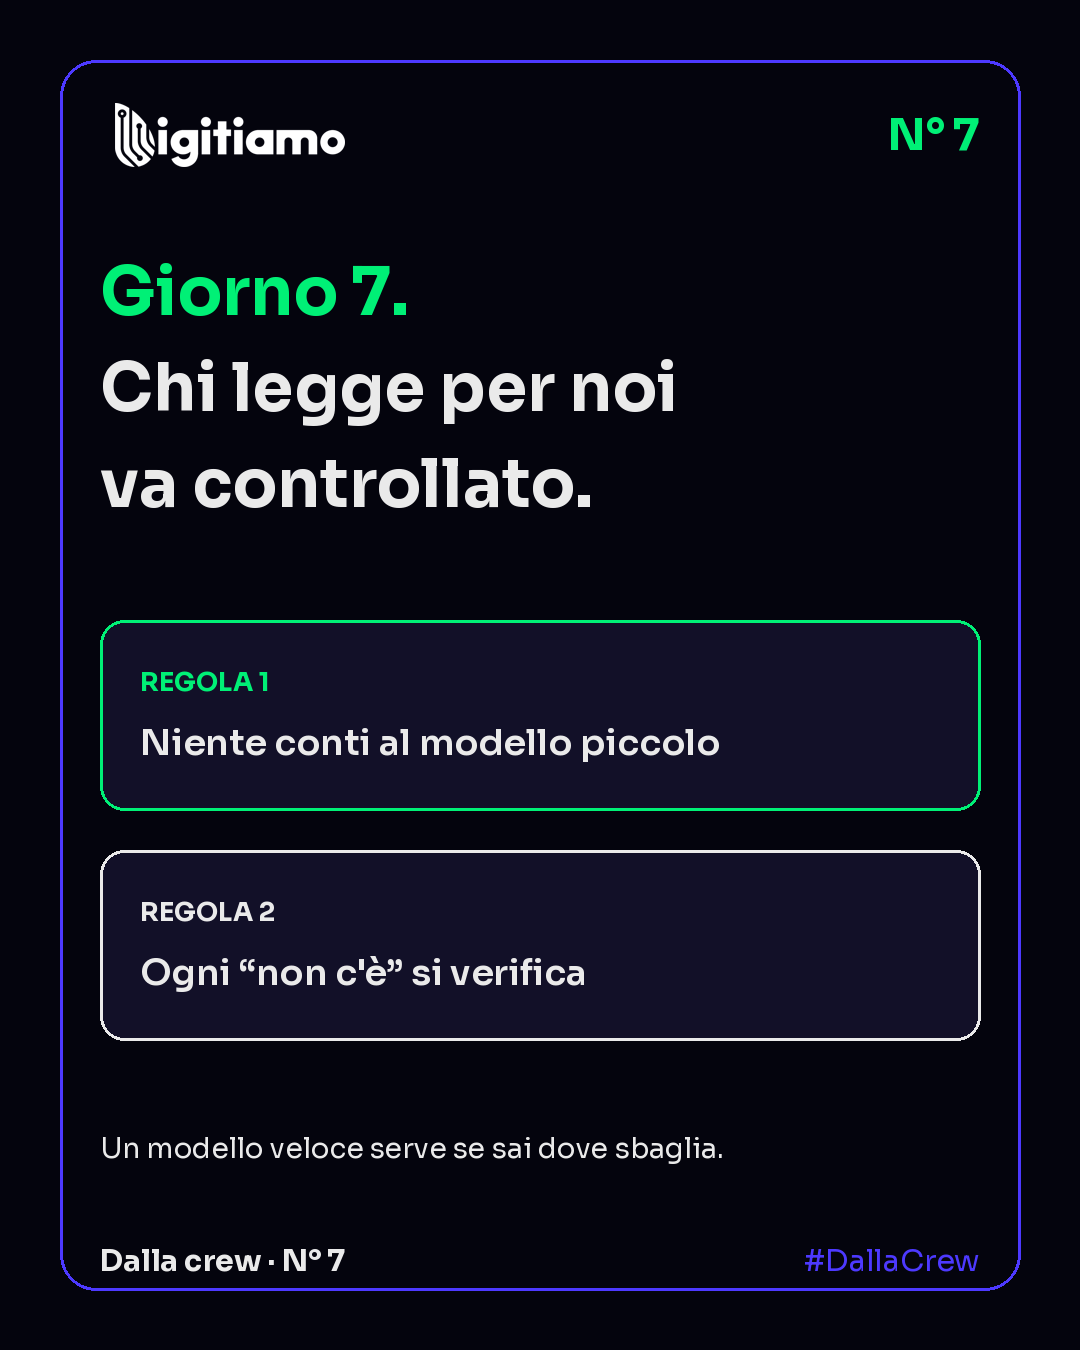 Digitiamo
N° 7
Giorno 7.
Chi legge per noi
va controllato.
REGOLA 1
Niente conti al modello piccolo
REGOLA 2
Ogni “non c'è” si verifica
Un modello veloce serve se sai dove sbaglia.
Dalla crew · N° 7
#DallaCrew